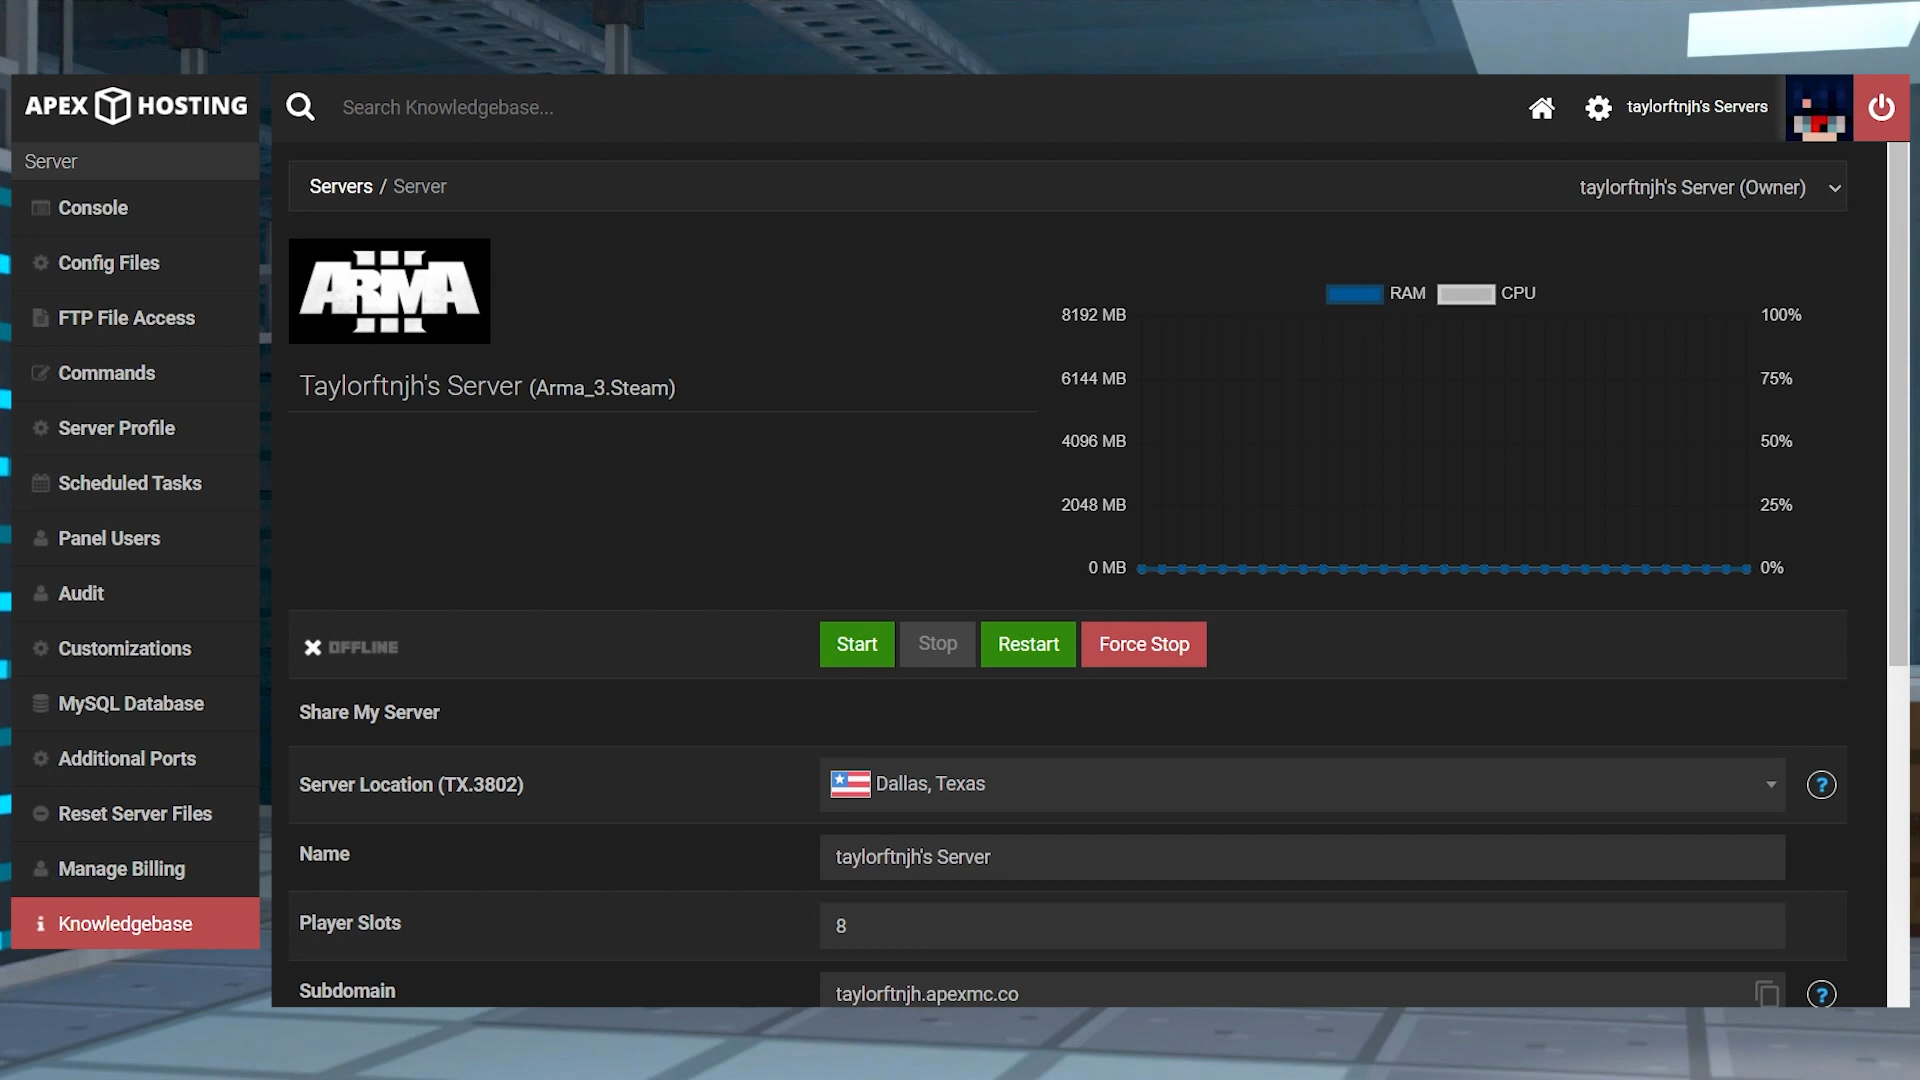 APEX HOSTING
Search Knowledgebase...
taylorftnjh's Servers
Server
Console
Config Files
FTP File Access
Commands
Server Profile
Scheduled Tasks
Panel Users
Audit
Customizations
MySQL Database
Additional Ports
Reset Server Files
Manage Billing
Knowledgebase
Servers / Server
taylorftnjh's Server (Owner)
ARMA III
Taylorftnjh's Server (Arma_3.Steam)
RAM CPU
8192 MB 100%
6144 MB 75%
4096 MB 50%
2048 MB 25%
0 MB 0%
OFFLINE
Start Stop Restart Force Stop
Share My Server
Server Location (TX.3802) Dallas, Texas ?
Name taylorftnjh's Server
Player Slots 8
Subdomain taylorftnjh.apexmc.co ?